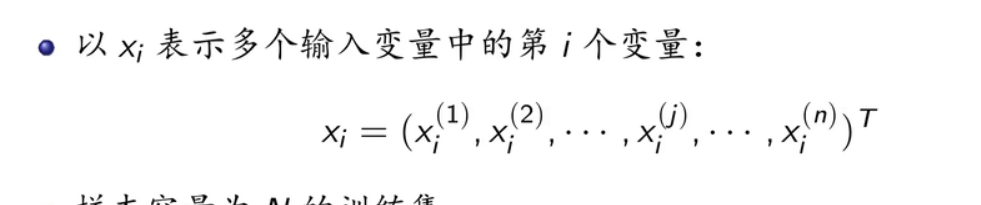 以 x_i 表示多个输入变量中的第 i 个变量：
x_i = (x_i^{(1)}, x_i^{(2)}, ⋯, x_i^{(j)}, ⋯, x_i^{(n)})^T